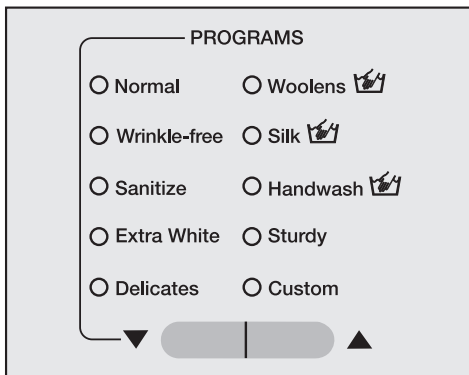 PROGRAMS
Normal
Wrinkle-free
Sanitize
Extra White
Delicates
Woolens
Silk
Handwash
Sturdy
Custom